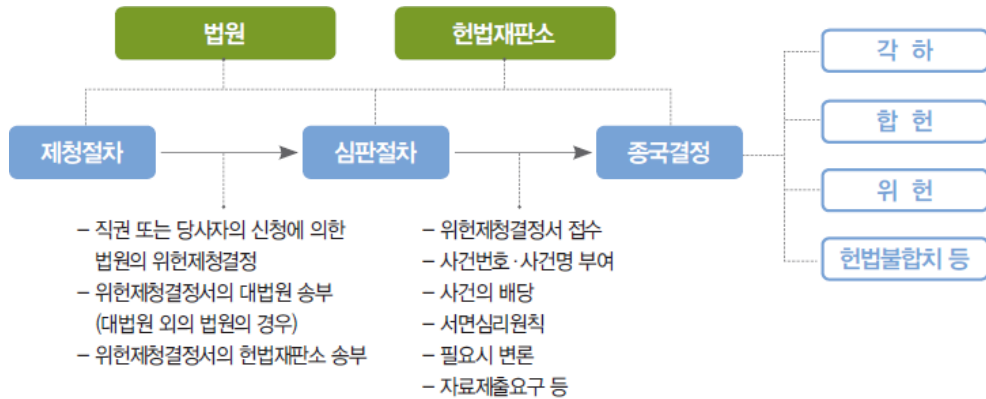 법원
헌법재판소
제청절차
심판절차
종국결정
각 하
합 헌
위 헌
헌법불합치 등
– 직권 또는 당사자의 신청에 의한
법원의 위헌제청결정
– 위헌제청결정서의 대법원 송부
(대법원 외의 법원의 경우)
– 위헌제청결정서의 헌법재판소 송부
– 위헌제청결정서 접수
– 사건번호·사건명 부여
– 사건의 배당
– 서면심리원칙
– 필요시 변론
– 자료제출요구 등